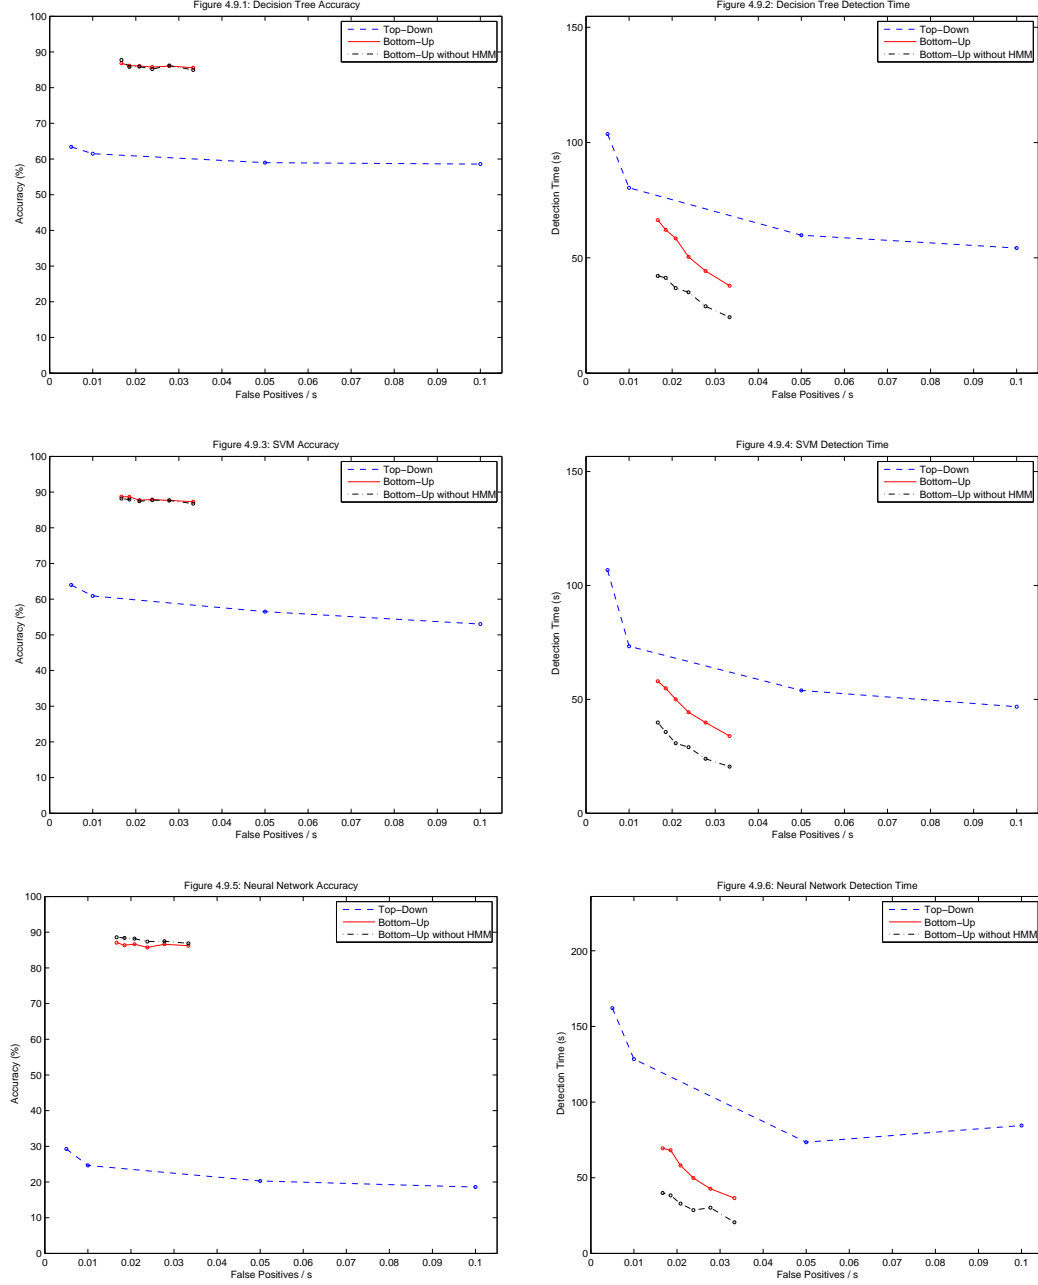 Figure 4.9.1: Decision Tree Accuracy
100
90
80
70
60
50
40
30
20
10
0
Accuracy (%)
0 0.01 0.02 0.03 0.04 0.05 0.06 0.07 0.08 0.09 0.1
False Positives / s
Top−Down
Bottom−Up
Bottom−Up without HMM
Figure 4.9.2: Decision Tree Detection Time
150
100
50
0
Detection Time (s)
0 0.01 0.02 0.03 0.04 0.05 0.06 0.07 0.08 0.09 0.1
False Positives / s
Top−Down
Bottom−Up
Bottom−Up without HMM
Figure 4.9.3: SVM Accuracy
100
90
80
70
60
50
40
30
20
10
0
Accuracy (%)
0 0.01 0.02 0.03 0.04 0.05 0.06 0.07 0.08 0.09 0.1
False Positives / s
Top−Down
Bottom−Up
Bottom−Up without HMM
Figure 4.9.4: SVM Detection Time
150
100
50
0
Detection Time (s)
0 0.01 0.02 0.03 0.04 0.05 0.06 0.07 0.08 0.09 0.1
False Positives / s
Top−Down
Bottom−Up
Bottom−Up without HMM
Figure 4.9.5: Neural Network Accuracy
100
90
80
70
60
50
40
30
20
10
0
Accuracy (%)
0 0.01 0.02 0.03 0.04 0.05 0.06 0.07 0.08 0.09 0.1
False Positives / s
Top−Down
Bottom−Up
Bottom−Up without HMM
Figure 4.9.6: Neural Network Detection Time
200
150
100
50
0
Detection Time (s)
0 0.01 0.02 0.03 0.04 0.05 0.06 0.07 0.08 0.09 0.1
False Positives / s
Top−Down
Bottom−Up
Bottom−Up without HMM